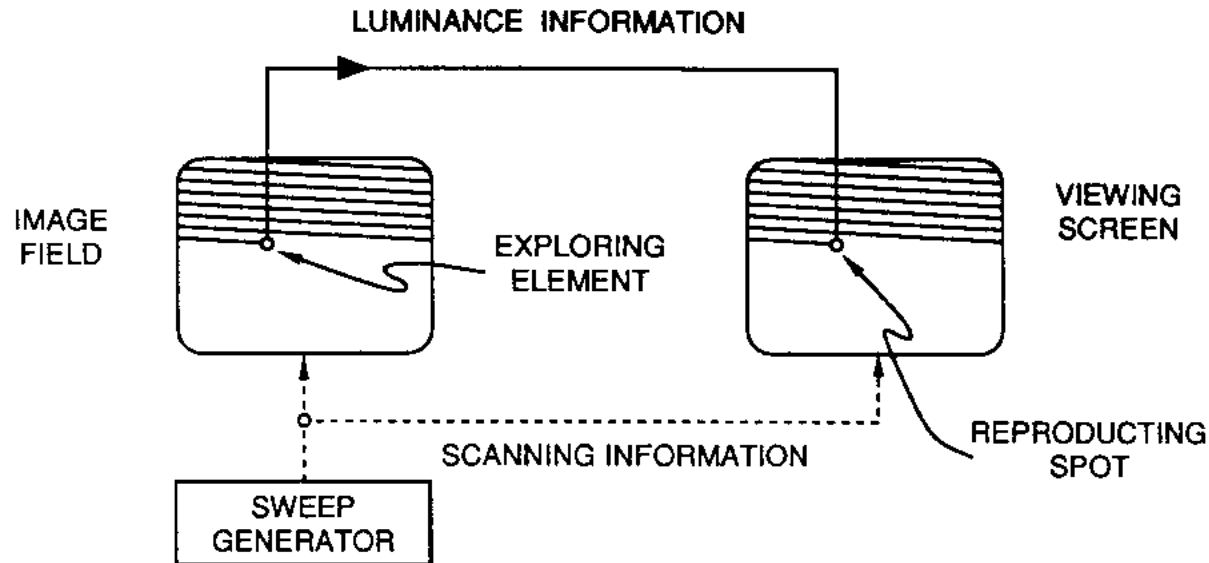 LUMINANCE INFORMATION
IMAGE
FIELD
EXPLORING
ELEMENT
VIEWING
SCREEN
SCANNING INFORMATION
REPRODUCTING
SPOT
SWEEP
GENERATOR